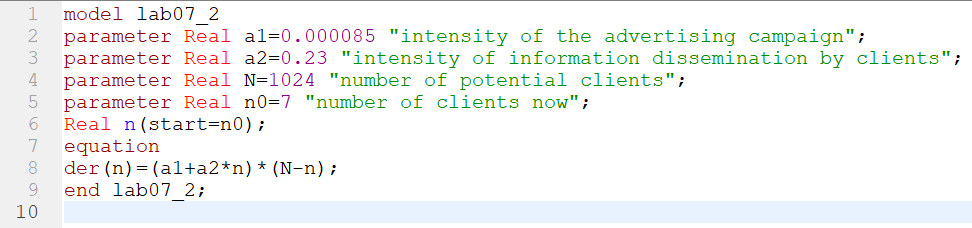 1 model lab07_2
2 parameter Real a1=0.000085 "intensity of the advertising campaign";
3 parameter Real a2=0.23 "intensity of information dissemination by clients";
4 parameter Real N=1024 "number of potential clients";
5 parameter Real n0=7 "number of clients now";
6 Real n(start=n0);
7 equation
8 der(n)=(a1+a2*n)*(N-n);
9 end lab07_2;
10